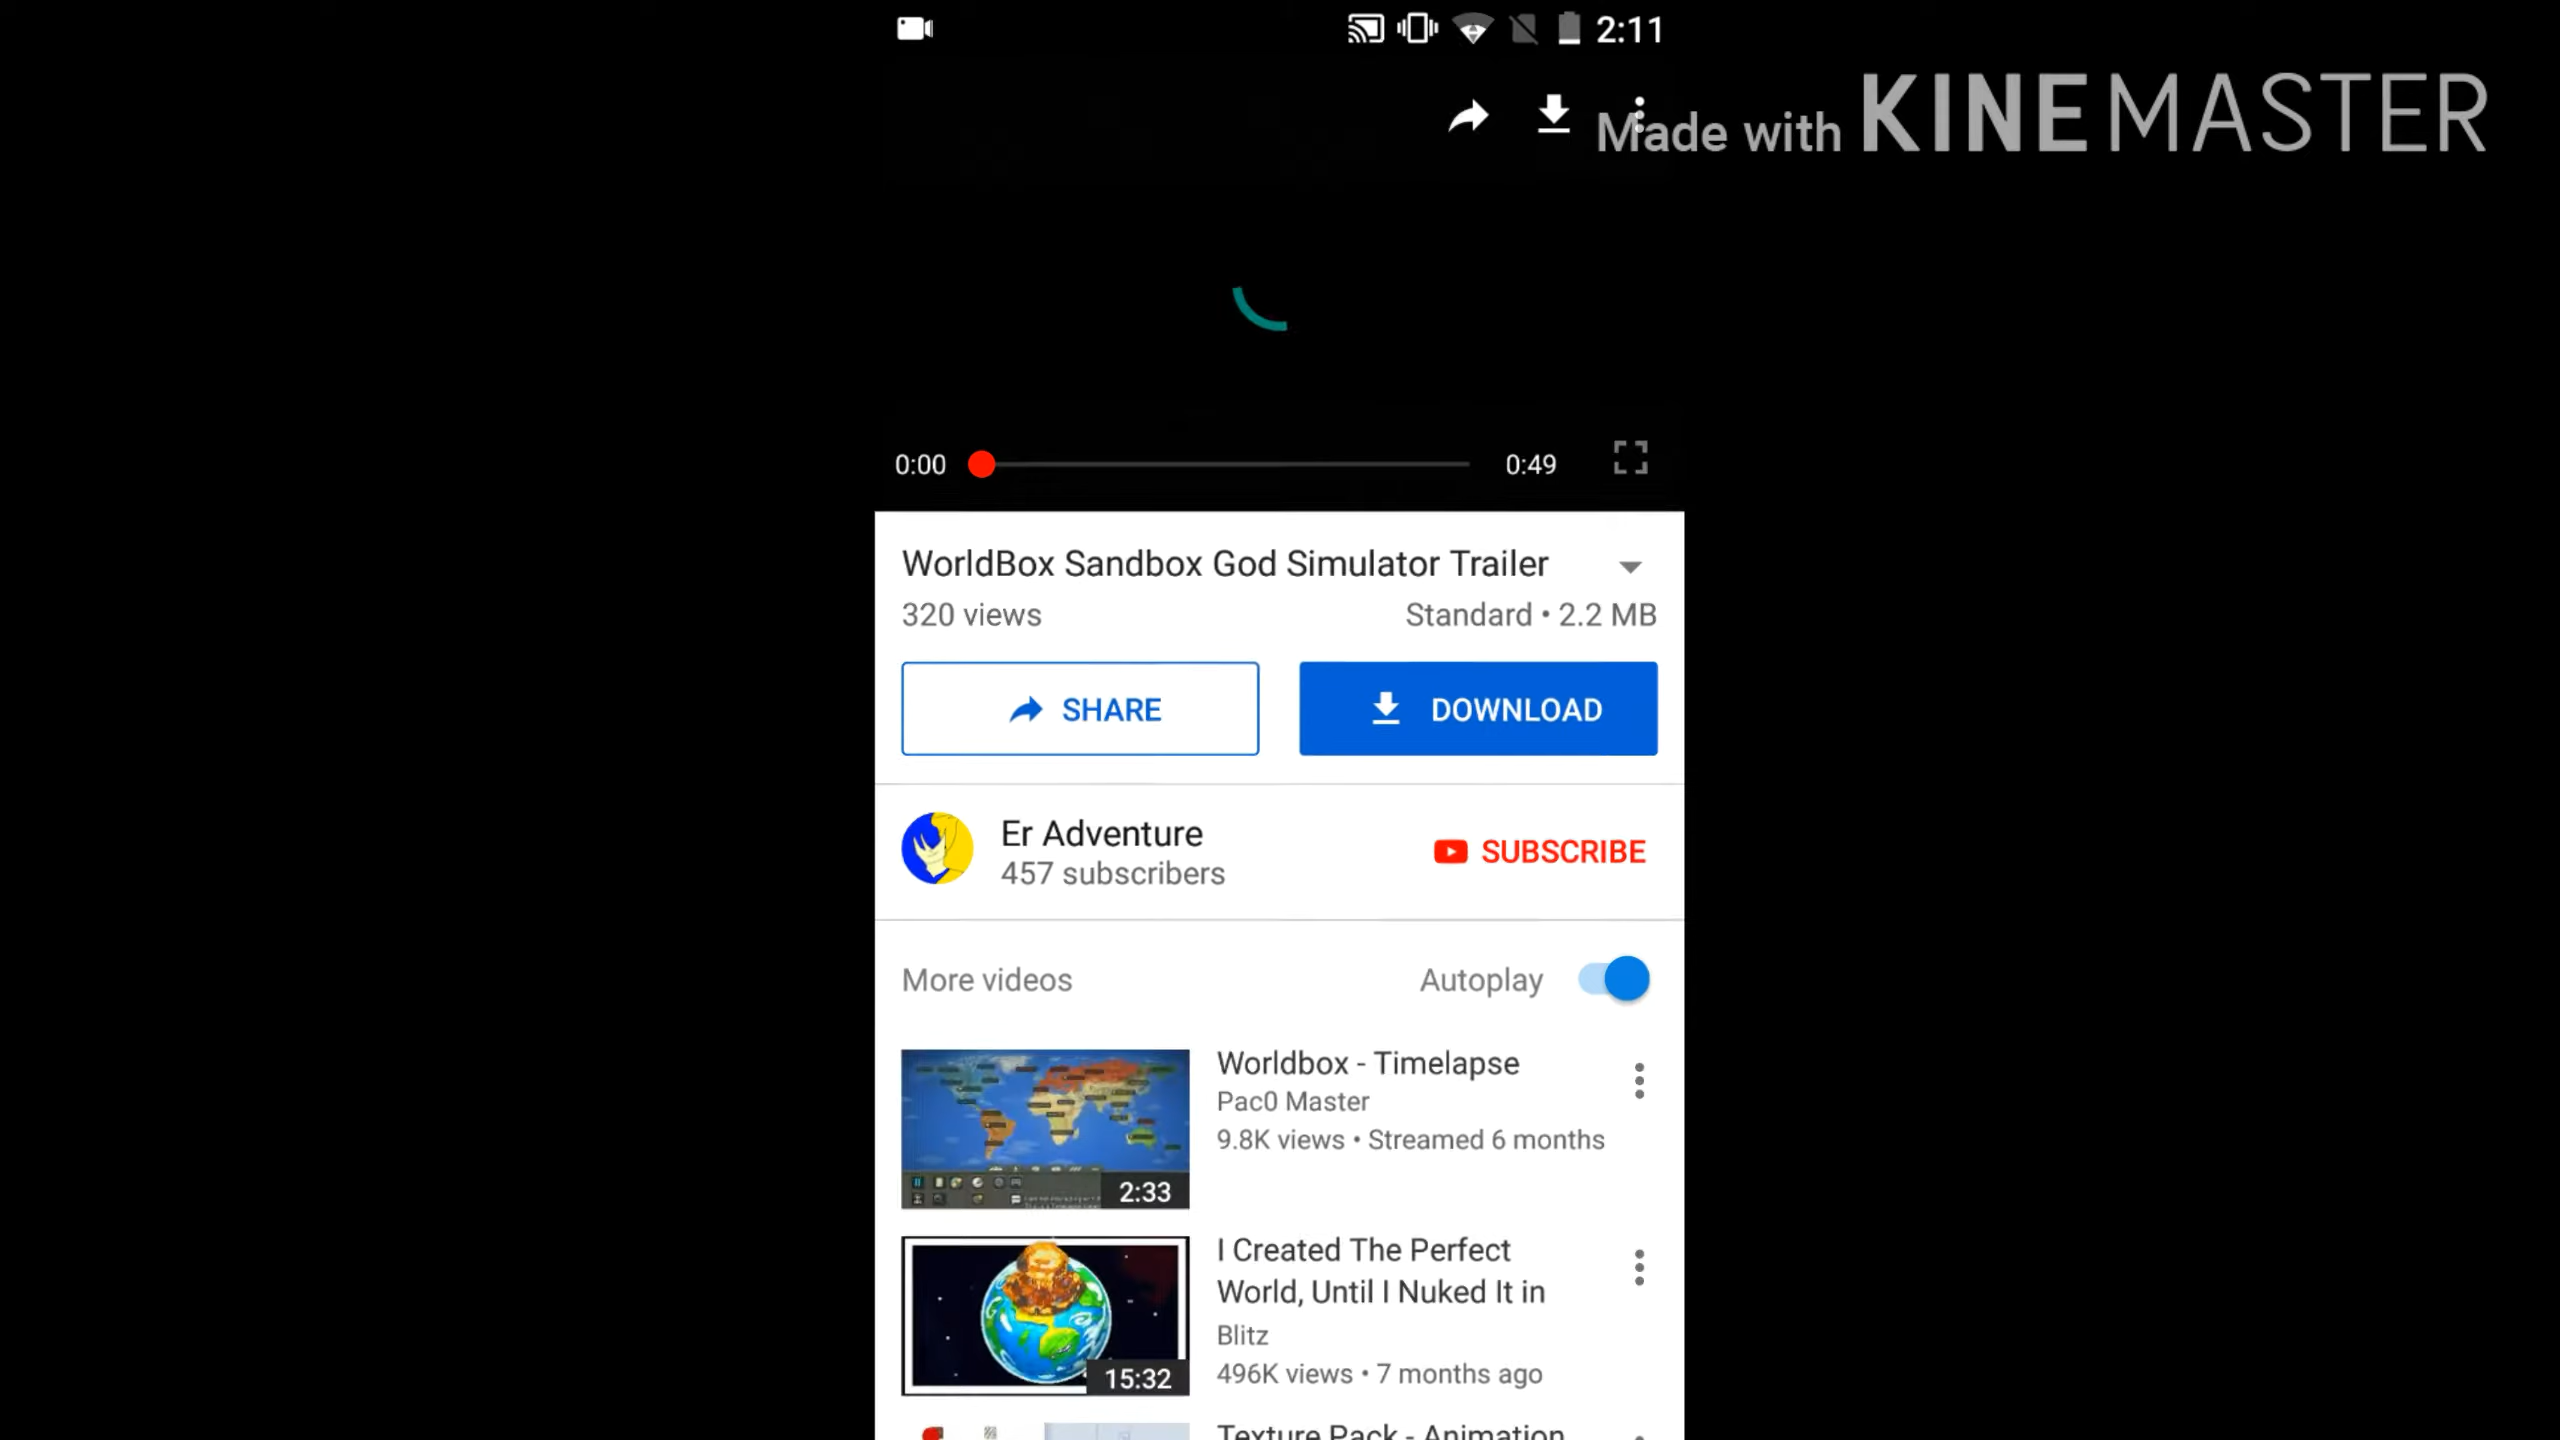 2:11
Made with KINEMASTER
0:00
0:49
WorldBox Sandbox God Simulator Trailer
320 views
Standard • 2.2 MB
SHARE
DOWNLOAD
Er Adventure
457 subscribers
SUBSCRIBE
More videos
Autoplay
Worldbox - Timelapse
Pac0 Master
9.8K views • Streamed 6 months
2:33
I Created The Perfect
World, Until I Nuked It in
Blitz
496K views • 7 months ago
15:32
Texture Pack - Animation